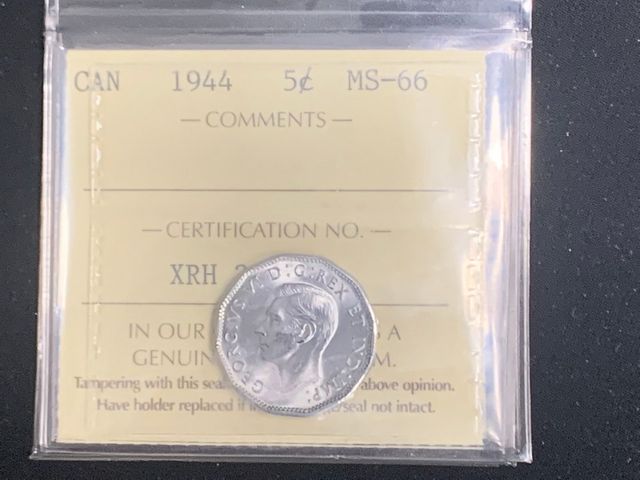 CAN 1944 5¢ MS-66
— COMMENTS —
— CERTIFICATION NO. —
XRH
IN OUR A
GENUIN M.
Tampering with this sea above opinion.
Have holder replaced if seal not intact.
GEORGIVS VI D:G:REX ET IND:IMP: